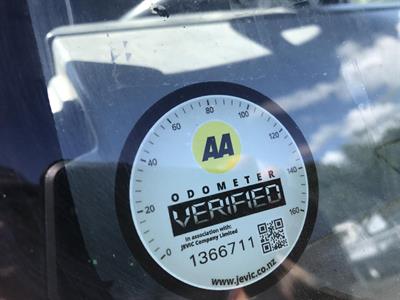 0
20
40
60
80
100
120
140
160
AA
ODOMETER
VERIFIED
In association with:
JEVIC Company Limited
1366711
www.jevic.co.nz